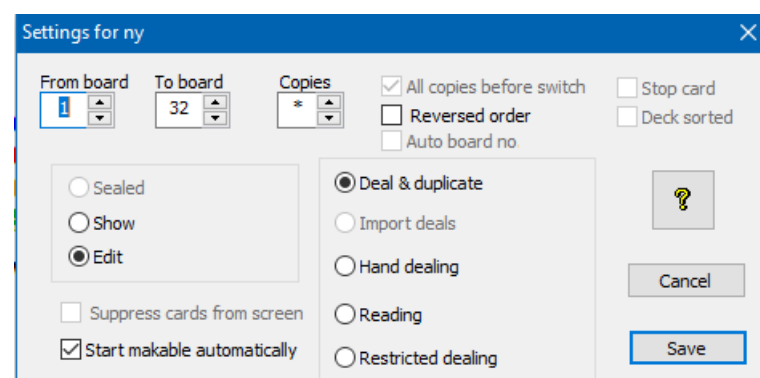 Settings for ny
From board To board Copies
1 32 *
All copies before switch
Reversed order
Auto board no.
Stop card
Deck sorted
Sealed
Show
Edit
Suppress cards from screen
Start makable automatically
Deal & duplicate
Import deals
Hand dealing
Reading
Restricted dealing
?
Cancel
Save